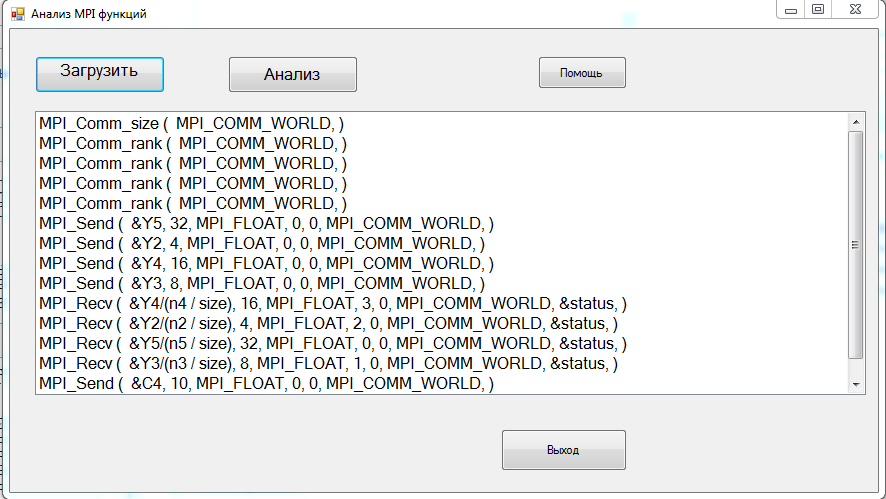 Анализ MPI функций
Загрузить
Анализ
Помощь
MPI_Comm_size (  MPI_COMM_WORLD, )
MPI_Comm_rank (  MPI_COMM_WORLD, )
MPI_Comm_rank (  MPI_COMM_WORLD, )
MPI_Comm_rank (  MPI_COMM_WORLD, )
MPI_Comm_rank (  MPI_COMM_WORLD, )
MPI_Send (  &Y5, 32, MPI_FLOAT, 0, 0, MPI_COMM_WORLD, )
MPI_Send (  &Y2, 4, MPI_FLOAT, 0, 0, MPI_COMM_WORLD, )
MPI_Send (  &Y4, 16, MPI_FLOAT, 0, 0, MPI_COMM_WORLD, )
MPI_Send (  &Y3, 8, MPI_FLOAT, 0, 0, MPI_COMM_WORLD, )
MPI_Recv (  &Y4/(n4 / size), 16, MPI_FLOAT, 3, 0, MPI_COMM_WORLD, &status, )
MPI_Recv (  &Y2/(n2 / size), 4, MPI_FLOAT, 2, 0, MPI_COMM_WORLD, &status, )
MPI_Recv (  &Y5/(n5 / size), 32, MPI_FLOAT, 0, 0, MPI_COMM_WORLD, &status, )
MPI_Recv (  &Y3/(n3 / size), 8, MPI_FLOAT, 1, 0, MPI_COMM_WORLD, &status, )
MPI_Send (  &C4, 10, MPI_FLOAT, 0, 0, MPI_COMM_WORLD, )
Выход